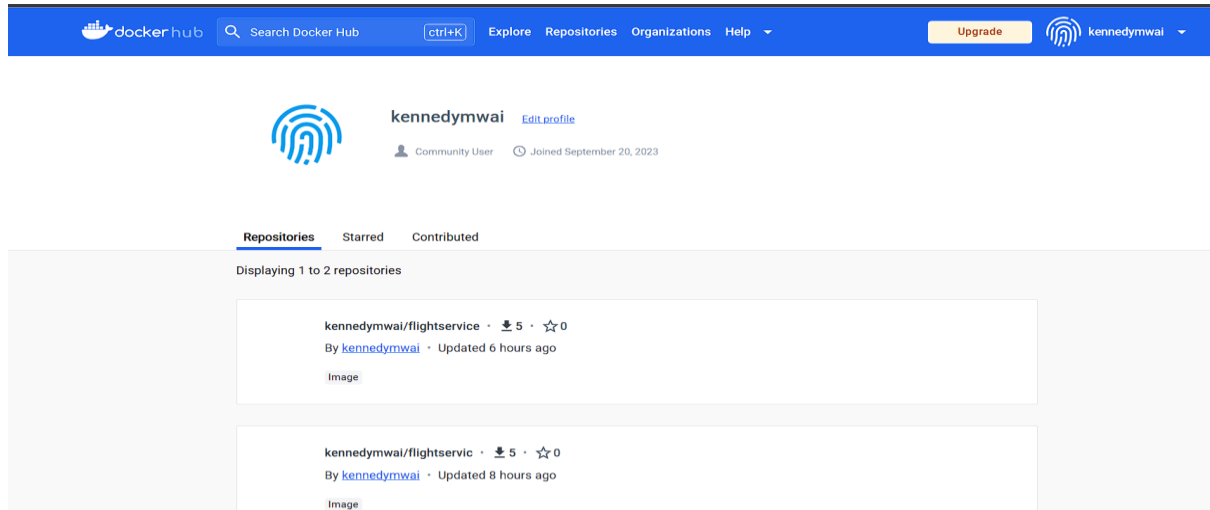 dockerhub Search Docker Hub ctrl+K Explore Repositories Organizations Help Upgrade kennedymwai
kennedymwai Edit profile
Community User Joined September 20, 2023
Repositories Starred Contributed
Displaying 1 to 2 repositories
kennedymwai/flightservice · 5 · 0
By kennedymwai · Updated 6 hours ago
Image
kennedymwai/flightservic · 5 · 0
By kennedymwai · Updated 8 hours ago
Image